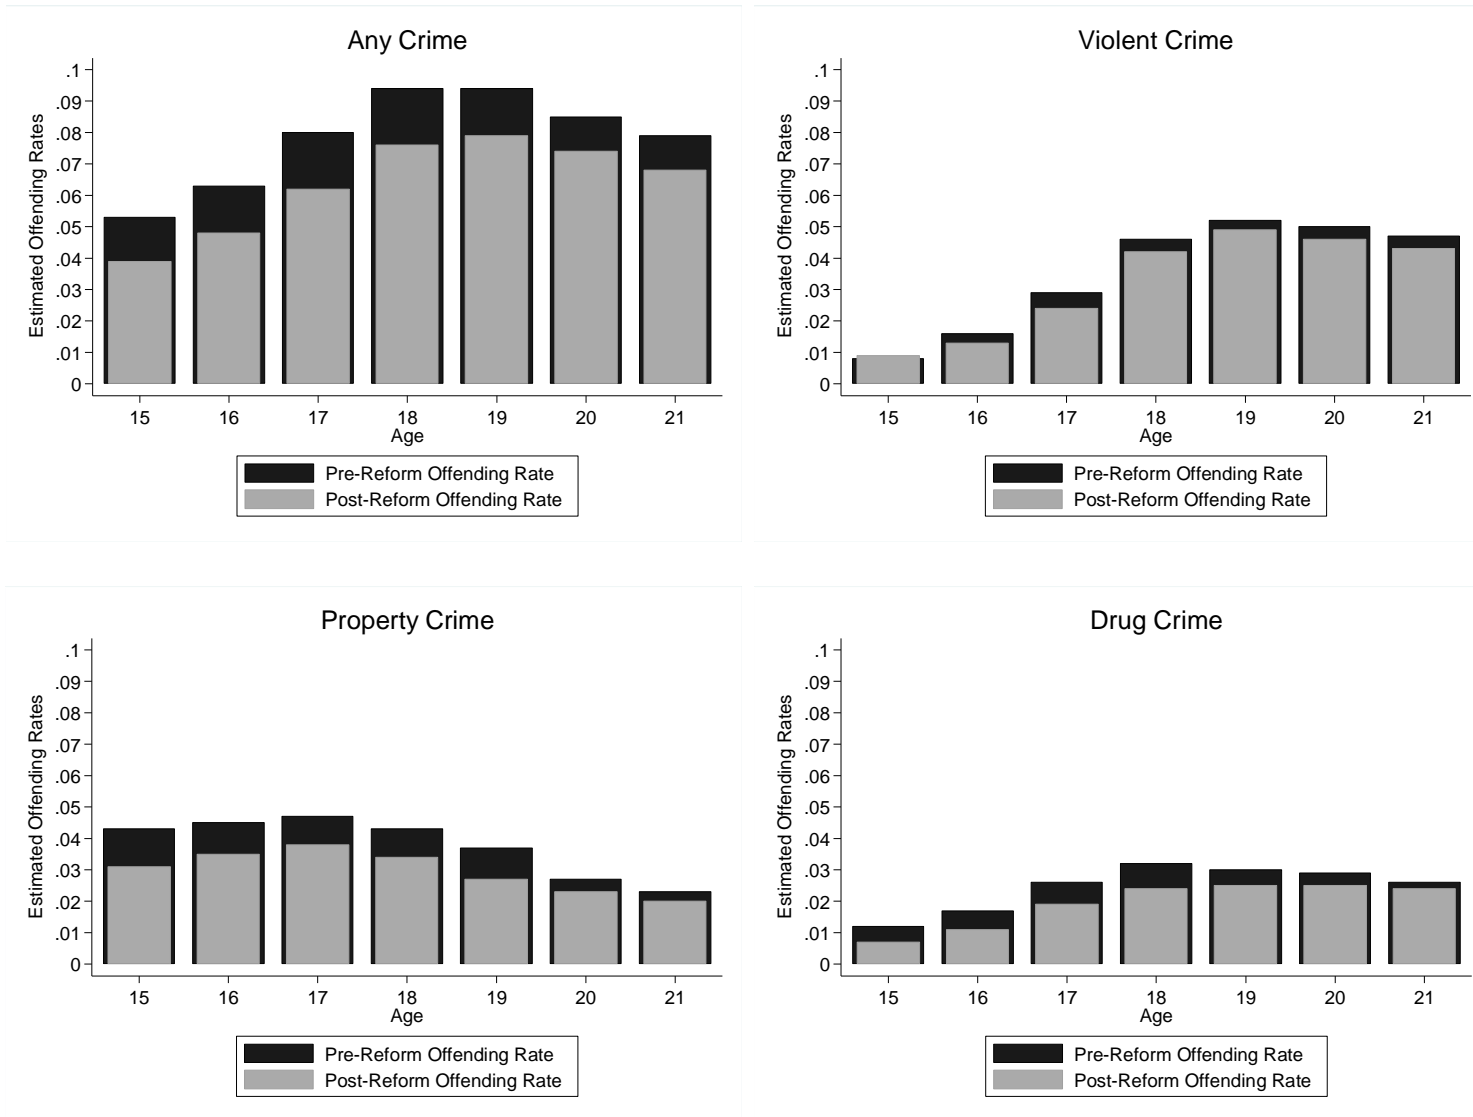 Any Crime
Estimated Offending Rates
.1
.09
.08
.07
.06
.05
.04
.03
.02
.01
0
15 16 17 18 19 20 21
Age
Pre-Reform Offending Rate
Post-Reform Offending Rate
Violent Crime
Estimated Offending Rates
.1
.09
.08
.07
.06
.05
.04
.03
.02
.01
0
15 16 17 18 19 20 21
Age
Pre-Reform Offending Rate
Post-Reform Offending Rate
Property Crime
Estimated Offending Rates
.1
.09
.08
.07
.06
.05
.04
.03
.02
.01
0
15 16 17 18 19 20 21
Age
Pre-Reform Offending Rate
Post-Reform Offending Rate
Drug Crime
Estimated Offending Rates
.1
.09
.08
.07
.06
.05
.04
.03
.02
.01
0
15 16 17 18 19 20 21
Age
Pre-Reform Offending Rate
Post-Reform Offending Rate